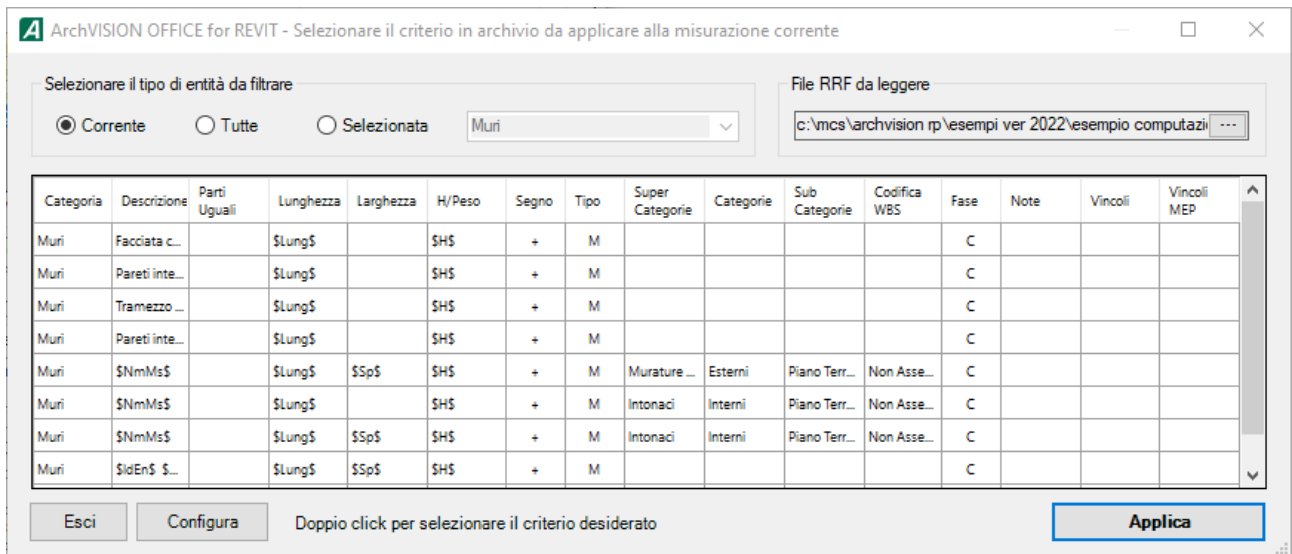 ArchVISION OFFICE for REVIT - Selezionare il criterio in archivio da applicare alla misurazione corrente
Selezionare il tipo di entità da filtrare
File RRF da leggere
Corrente Tutte Selezionata Muri
c:\mcs\archvision rp\esempi ver 2022\esempio computazi ...
Categoria Descrizione Parti Uguali Lunghezza Larghezza H/Peso Segno Tipo Super Categorie Categorie Sub Categorie Codifica WBS Fase Note Vincoli Vincoli MEP
Muri Facciata c... $Lung$ $H$ + M C
Muri Pareti inte... $Lung$ $H$ + M C
Muri Tramezzo ... $Lung$ $H$ + M C
Muri Pareti inte... $Lung$ $H$ + M C
Muri $NmMs$ $Lung$ $Sp$ $H$ + M Murature ... Esterni Piano Terr... Non Asse... C
Muri $NmMs$ $Lung$ $H$ + M Intonaci Interni Piano Terr... Non Asse... C
Muri $NmMs$ $Lung$ $Sp$ $H$ + M Intonaci Interni Piano Terr... Non Asse... C
Muri $IdEn$ $... $Lung$ $Sp$ $H$ + M C
Esci Configura Doppio click per selezionare il criterio desiderato Applica